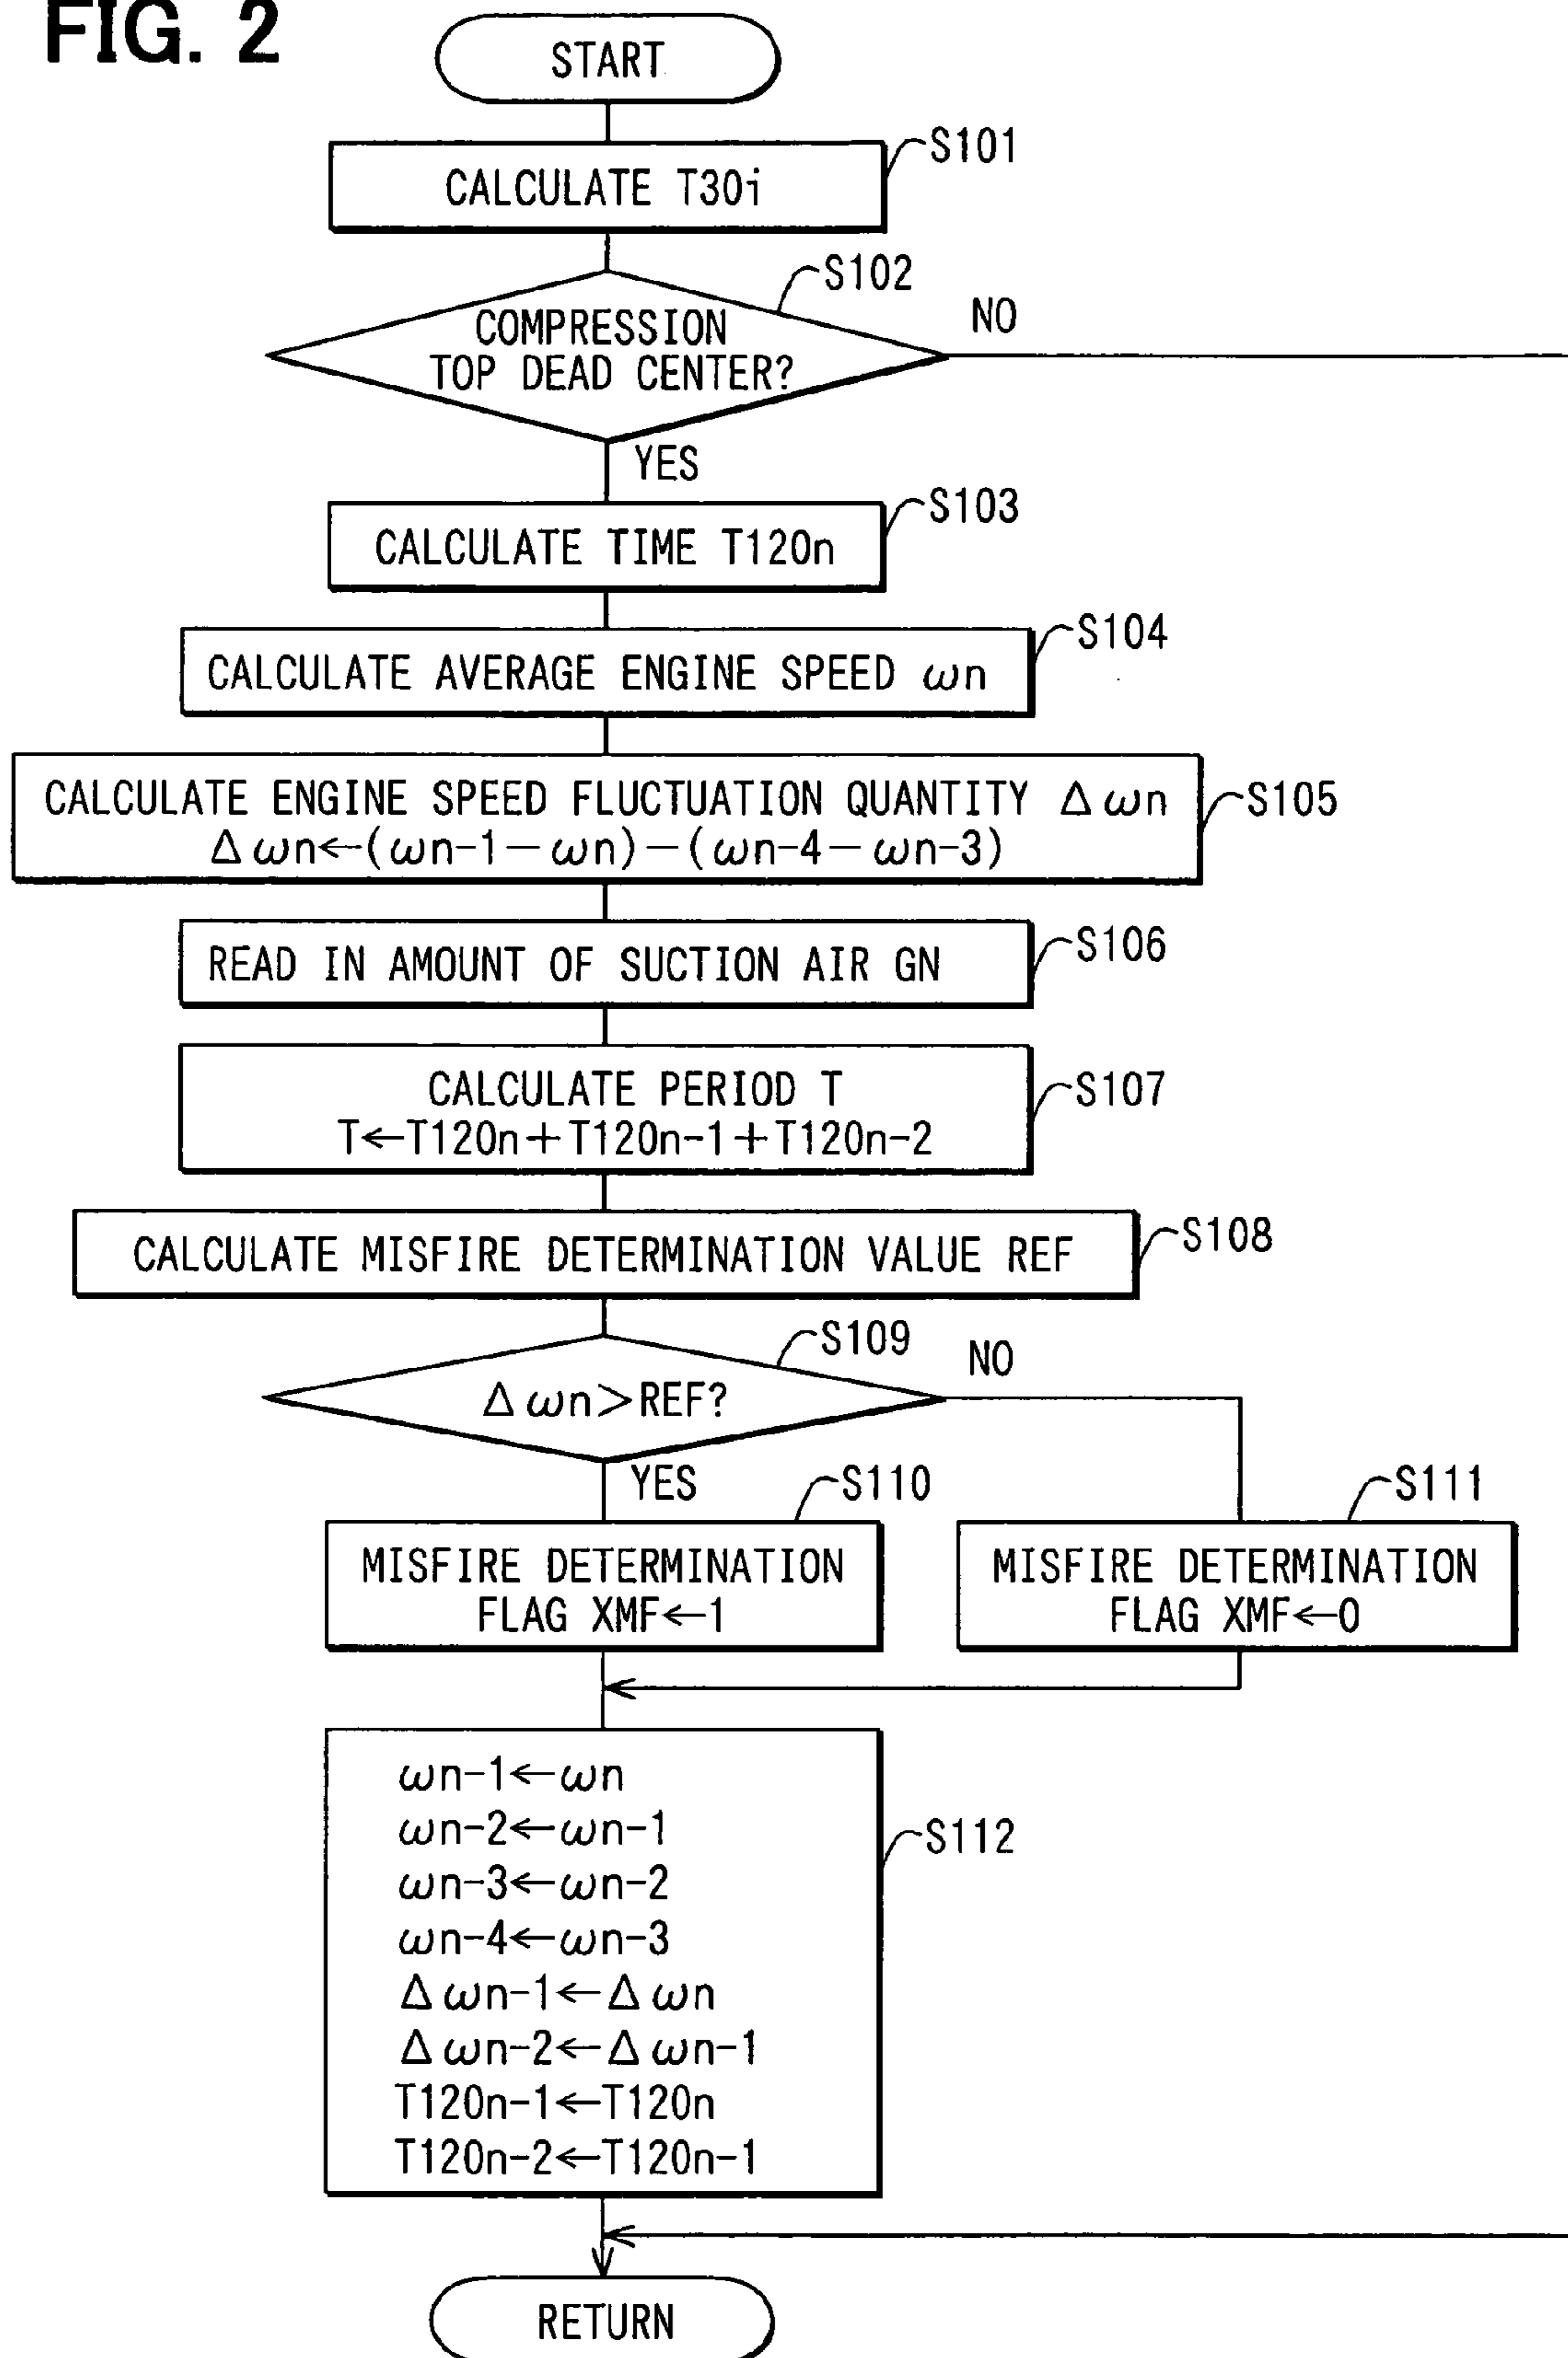 FIG. 2
START
S101
CALCULATE T30i
S102
COMPRESSION
TOP DEAD CENTER?
NO
YES
S103
CALCULATE TIME T120n
S104
CALCULATE AVERAGE ENGINE SPEED ωn
S105
CALCULATE ENGINE SPEED FLUCTUATION QUANTITY Δωn
Δωn←(ωn-1−ωn)−(ωn-4−ωn-3)
S106
READ IN AMOUNT OF SUCTION AIR GN
S107
CALCULATE PERIOD T
T←T120n+T120n-1+T120n-2
S108
CALCULATE MISFIRE DETERMINATION VALUE REF
S109
Δωn>REF?
NO
YES
S110
MISFIRE DETERMINATION
FLAG XMF←1
S111
MISFIRE DETERMINATION
FLAG XMF←0
S112
ωn-1←ωn
ωn-2←ωn-1
ωn-3←ωn-2
ωn-4←ωn-3
Δωn-1←Δωn
Δωn-2←Δωn-1
T120n-1←T120n
T120n-2←T120n-1
RETURN